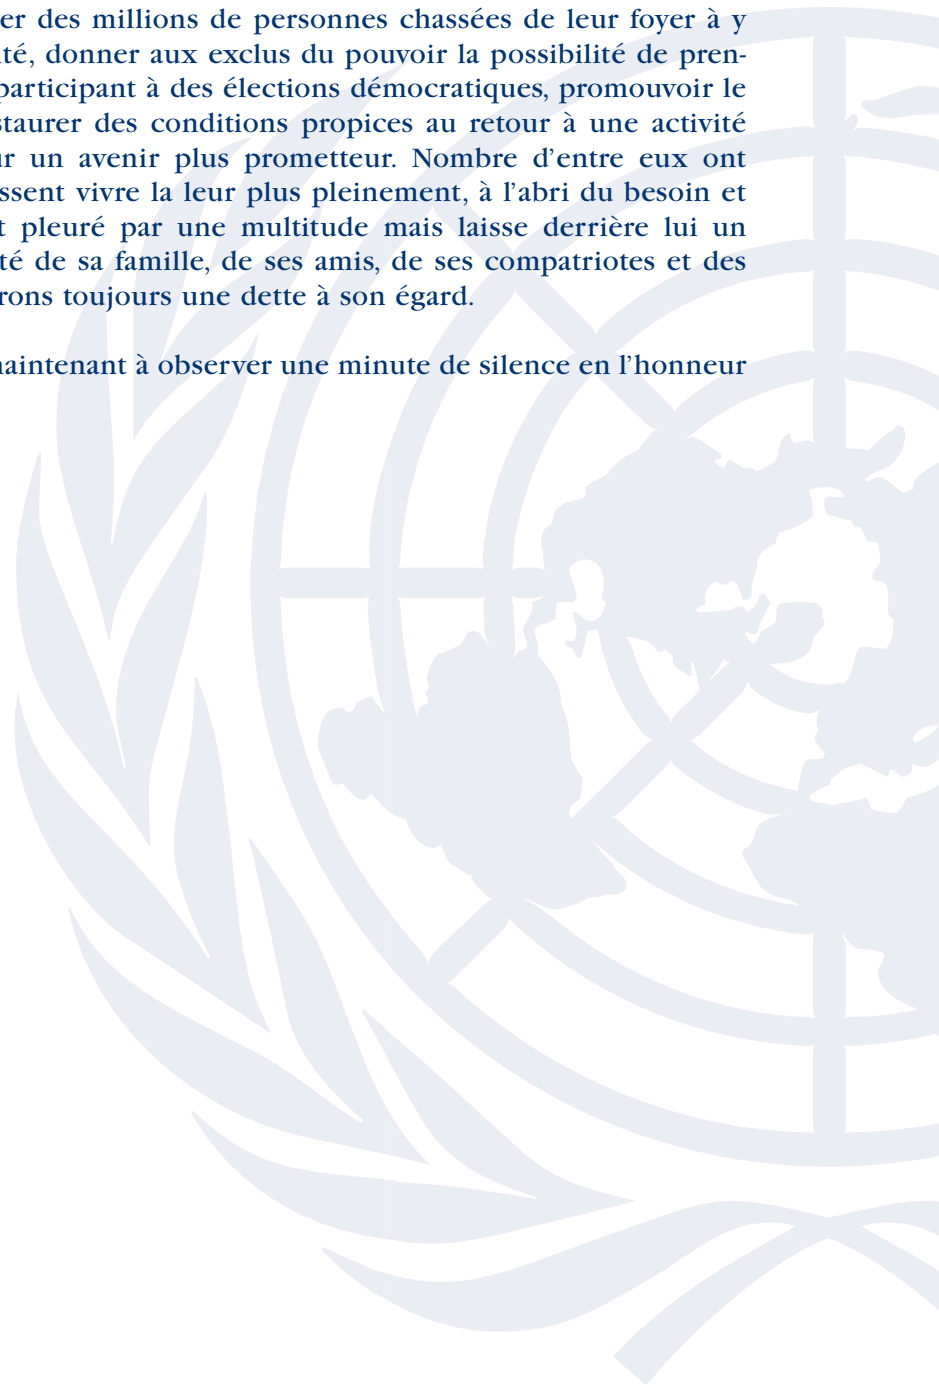 er des millions de personnes chassées de leur foyer à y
ité, donner aux exclus du pouvoir la possibilité de pren-
participant à des élections démocratiques, promouvoir le
staurer des conditions propices au retour à une activité
ur un avenir plus prometteur. Nombre d’entre eux ont
issent vivre la leur plus pleinement, à l’abri du besoin et
t pleuré par une multitude mais laisse derrière lui un
té de sa famille, de ses amis, de ses compatriotes et des
rons toujours une dette à son égard.
maintenant à observer une minute de silence en l’honneur